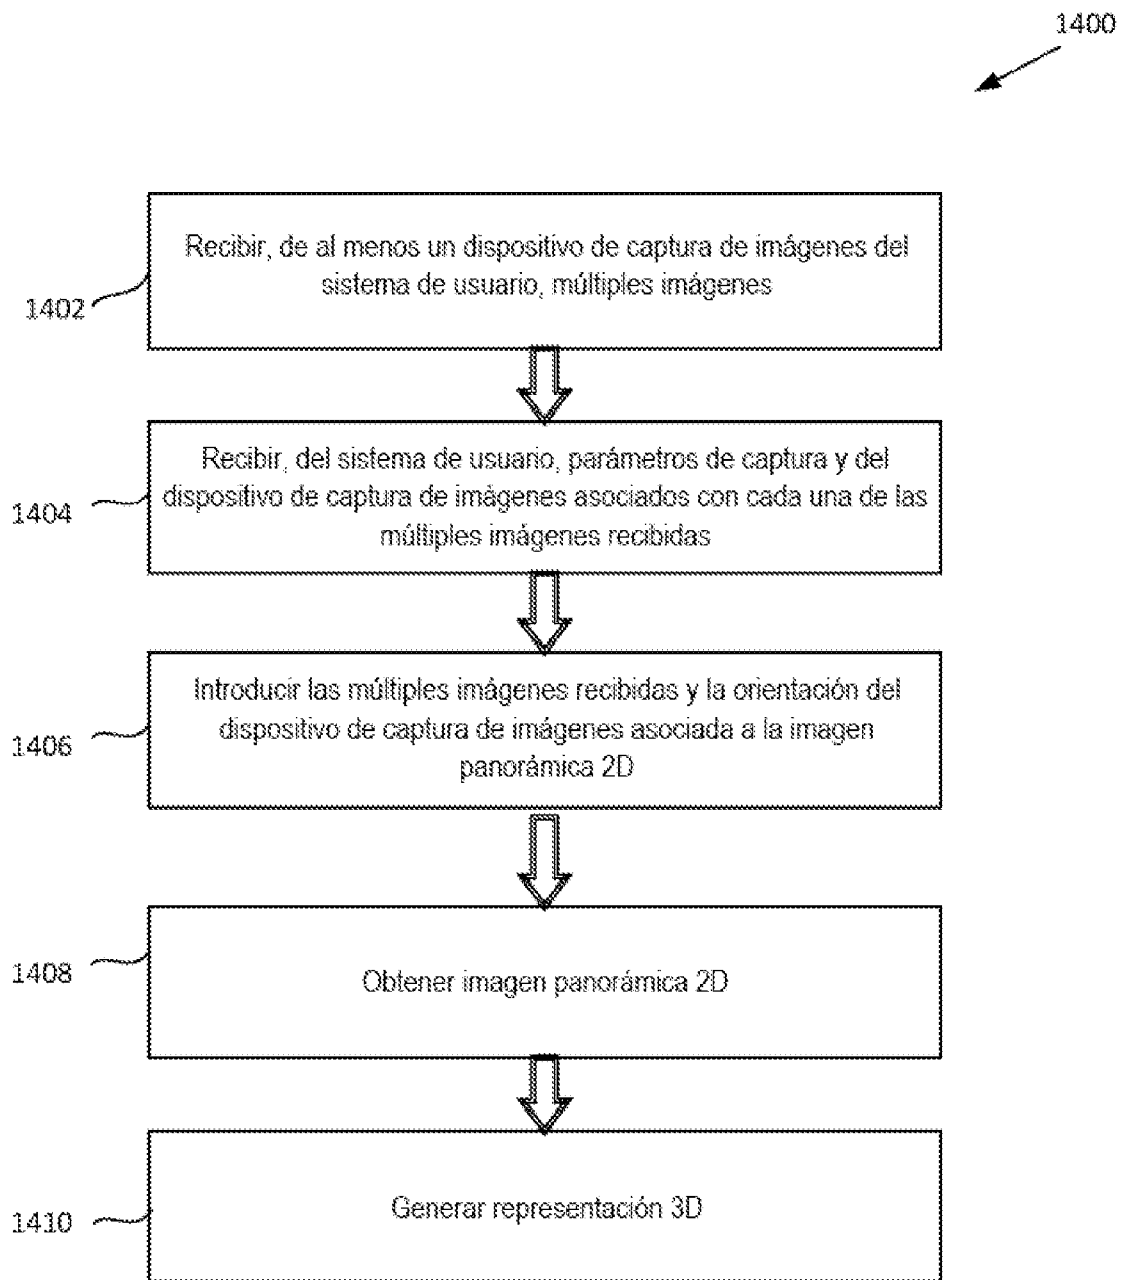 1400
Recibir, de al menos un dispositivo de captura de imágenes del
sistema de usuario, múltiples imágenes
1402
Recibir, del sistema de usuario, parámetros de captura y del
dispositivo de captura de imágenes asociados con cada una de las
múltiples imágenes recibidas
1404
Introducir las múltiples imágenes recibidas y la orientación del
dispositivo de captura de imágenes asociada a la imagen
panorámica 2D
1406
Obtener imagen panorámica 2D
1408
Generar representación 3D
1410